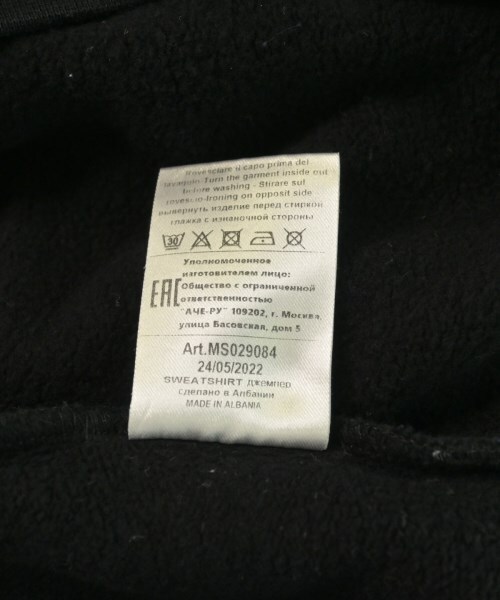 Rovesciare il capo prima del
lavaggio-Turn the garment inside out
before washing - Stirare sul
rovescio-Ironing on opposit side
вывернуть изделие перед стиркой
глажка с изнаночной стороны
30
Уполномоченное
изготовителем лицо:
EAC Общество с ограниченной
ответственностью
"АЧЕ-РУ" 109202, г. Москва,
улица Басовская, дом 5
Art.MS029084
24/05/2022
SWEATSHIRT джемпер
сделано в Албании
MADE IN ALBANIA